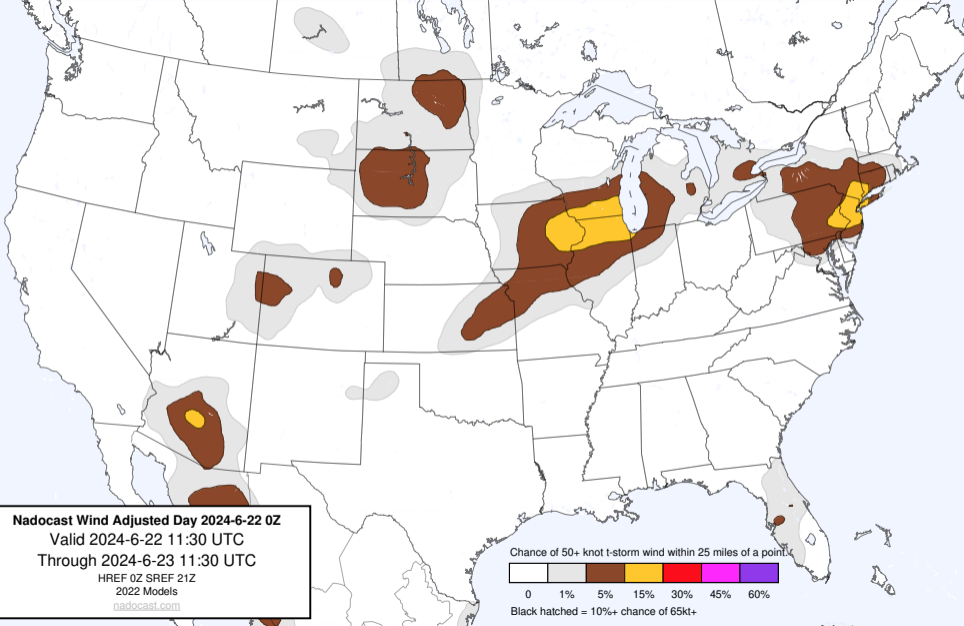 Nadocast Wind Adjusted Day 2024-6-22 0Z
Valid 2024-6-22 11:30 UTC
Through 2024-6-23 11:30 UTC
HREF 0Z SREF 21Z
2022 Models
nadocast.com
Chance of 50+ knot t-storm wind within 25 miles of a point.
0 1% 5% 15% 30% 45% 60%
Black hatched = 10%+ chance of 65kt+